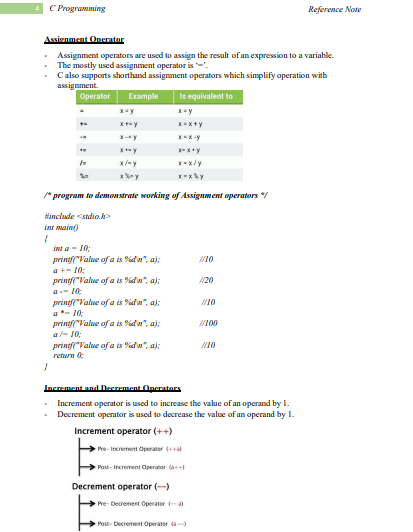 4 C Programming Reference Note
Assignment Operator
- Assignment operators are used to assign the result of an expression to a variable.
- The mostly used assignment operator is ‘=’.
- C also supports shorthand assignment operators which simplify operation with
assignment.
Operator Example Is equivalent to
= x = y x = y
+= x += y x = x + y
-= x -= y x = x - y
*= x *= y x = x * y
/= x /= y x = x / y
%= x %= y x = x % y
/* program to demonstrate working of Assignment operators */
#include <stdio.h>
int main()
{
int a = 10;
printf("Value of a is %d\n", a); //10
a += 10;
printf("Value of a is %d\n", a); //20
a -= 10;
printf("Value of a is %d\n", a); //10
a *= 10;
printf("Value of a is %d\n", a); //100
a /= 10;
printf("Value of a is %d\n", a); //10
return 0;
}
Increment and Decrement Operators
- Increment operator is used to increase the value of an operand by 1.
- Decrement operator is used to decrease the value of an operand by 1.
Increment operator (++)
Pre- Increment Operator (++a)
Post- Increment Operator (a++)
Decrement operator (--)
Pre- Decrement Operator (-- a)
Post- Decrement Operator (a --)